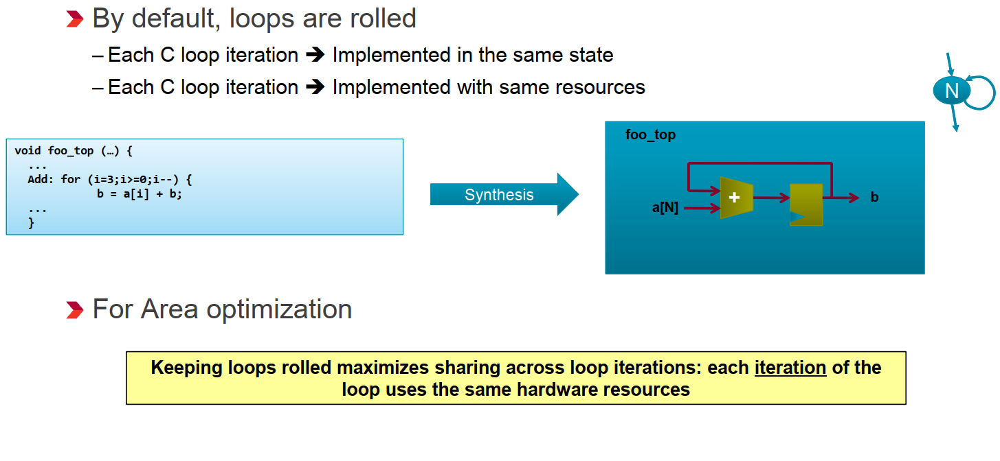 By default, loops are rolled
– Each C loop iteration ➔ Implemented in the same state
– Each C loop iteration ➔ Implemented with same resources
N
void foo_top (…) {
...
Add: for (i=3;i>=0;i--) {
b = a[i] + b;
...
}
Synthesis
foo_top
+
a[N]
b
For Area optimization
Keeping loops rolled maximizes sharing across loop iterations: each iteration of the
loop uses the same hardware resources